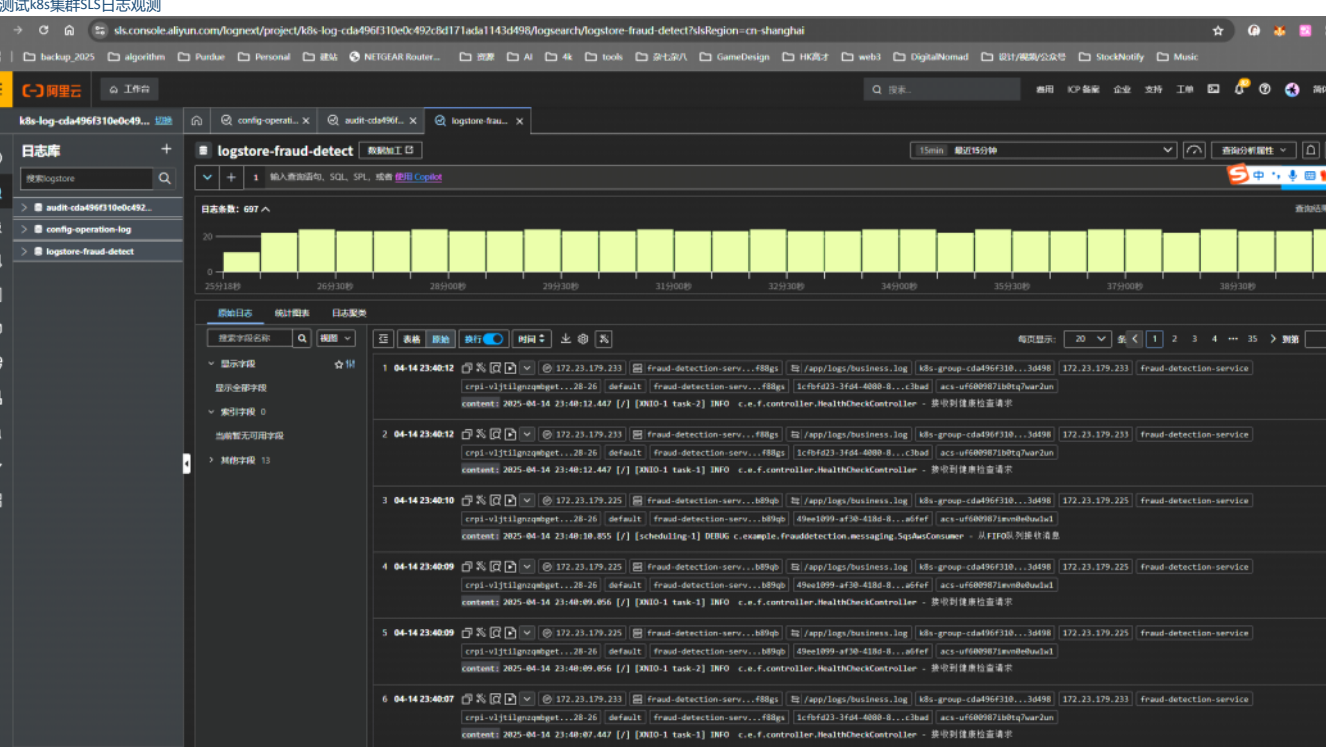 测试k8s集群SLS日志观测
sls.console.aliyun.com/lognext/project/k8s-log-cda496f310e0c492c8d171ada1143d498/logsearch/logstore-fraud-detect?slsRegion=cn-shanghai
backup_2025 algorithm Purdue Personal 建站 NETGEAR Router... 资源 AI 4k tools 杂七杂八 GameDesign HK高才 web3 DigitalNomad 设计/视频/公众号 StockNotify Music
阿里云 工作台 搜索... 费用 ICP 备案 企业 支持 工单
k8s-log-cda496f310e0c49... 切换 config-operati... audit-cda496f... logstore-frau...
日志库 logstore-fraud-detect 数据加工 15min 最近15分钟 查询分析属性
搜索logstore 1 输入查询语句、SQL、SPL，或者 使用 Copilot 中
audit-cda496f310e0c492...
config-operation-log
logstore-fraud-detect
日志条数：697 查询结果
20
0
25分18秒 26分30秒 28分00秒 29分30秒 31分00秒 32分30秒 34分00秒 35分30秒 37分00秒 38分30秒
原始日志 统计图表 日志聚类
搜索字段名称 视图 表格 原始 换行 时间 每页显示： 20 条 1 2 3 4 ... 35 到第
显示字段
显示全部字段
索引字段 0
当前暂无可用字段
其他字段 13
1 04-14 23:40:12 172.23.179.233 fraud-detection-serv...f88gs /app/logs/business.log k8s-group-cda496f310...3d498 172.23.179.233 fraud-detection-service
crpi-vljtilgnzqmbget...28-26 default fraud-detection-serv...f88gs 1cfbfd23-3fd4-4080-8...c3bad acs-uf600987ib0tq7war2un
content: 2025-04-14 23:40:12.447 [/] [XNIO-1 task-2] INFO c.e.f.controller.HealthCheckController - 接收到健康检查请求
2 04-14 23:40:12 172.23.179.233 fraud-detection-serv...f88gs /app/logs/business.log k8s-group-cda496f310...3d498 172.23.179.233 fraud-detection-service
crpi-vljtilgnzqmbget...28-26 default fraud-detection-serv...f88gs 1cfbfd23-3fd4-4080-8...c3bad acs-uf600987ib0tq7war2un
content: 2025-04-14 23:40:12.447 [/] [XNIO-1 task-1] INFO c.e.f.controller.HealthCheckController - 接收到健康检查请求
3 04-14 23:40:10 172.23.179.225 fraud-detection-serv...b89qb /app/logs/business.log k8s-group-cda496f310...3d498 172.23.179.225 fraud-detection-service
crpi-vljtilgnzqmbget...28-26 default fraud-detection-serv...b89qb 49ee1099-af30-418d-8...a6fef acs-uf600987imvn0e0uw1w1
content: 2025-04-14 23:40:10.855 [/] [scheduling-1] DEBUG c.example.frauddetection.messaging.SqsAwsConsumer - 从FIFO队列接收消息
4 04-14 23:40:09 172.23.179.225 fraud-detection-serv...b89qb /app/logs/business.log k8s-group-cda496f310...3d498 172.23.179.225 fraud-detection-service
crpi-vljtilgnzqmbget...28-26 default fraud-detection-serv...b89qb 49ee1099-af30-418d-8...a6fef acs-uf600987imvn0e0uw1w1
content: 2025-04-14 23:40:09.056 [/] [XNIO-1 task-1] INFO c.e.f.controller.HealthCheckController - 接收到健康检查请求
5 04-14 23:40:09 172.23.179.225 fraud-detection-serv...b89qb /app/logs/business.log k8s-group-cda496f310...3d498 172.23.179.225 fraud-detection-service
crpi-vljtilgnzqmbget...28-26 default fraud-detection-serv...b89qb 49ee1099-af30-418d-8...a6fef acs-uf600987imvn0e0uw1w1
content: 2025-04-14 23:40:09.056 [/] [XNIO-1 task-2] INFO c.e.f.controller.HealthCheckController - 接收到健康检查请求
6 04-14 23:40:07 172.23.179.233 fraud-detection-serv...f88gs /app/logs/business.log k8s-group-cda496f310...3d498 172.23.179.233 fraud-detection-service
crpi-vljtilgnzqmbget...28-26 default fraud-detection-serv...f88gs 1cfbfd23-3fd4-4080-8...c3bad acs-uf600987ib0tq7war2un
content: 2025-04-14 23:40:07.447 [/] [XNIO-1 task-1] INFO c.e.f.controller.HealthCheckController - 接收到健康检查请求